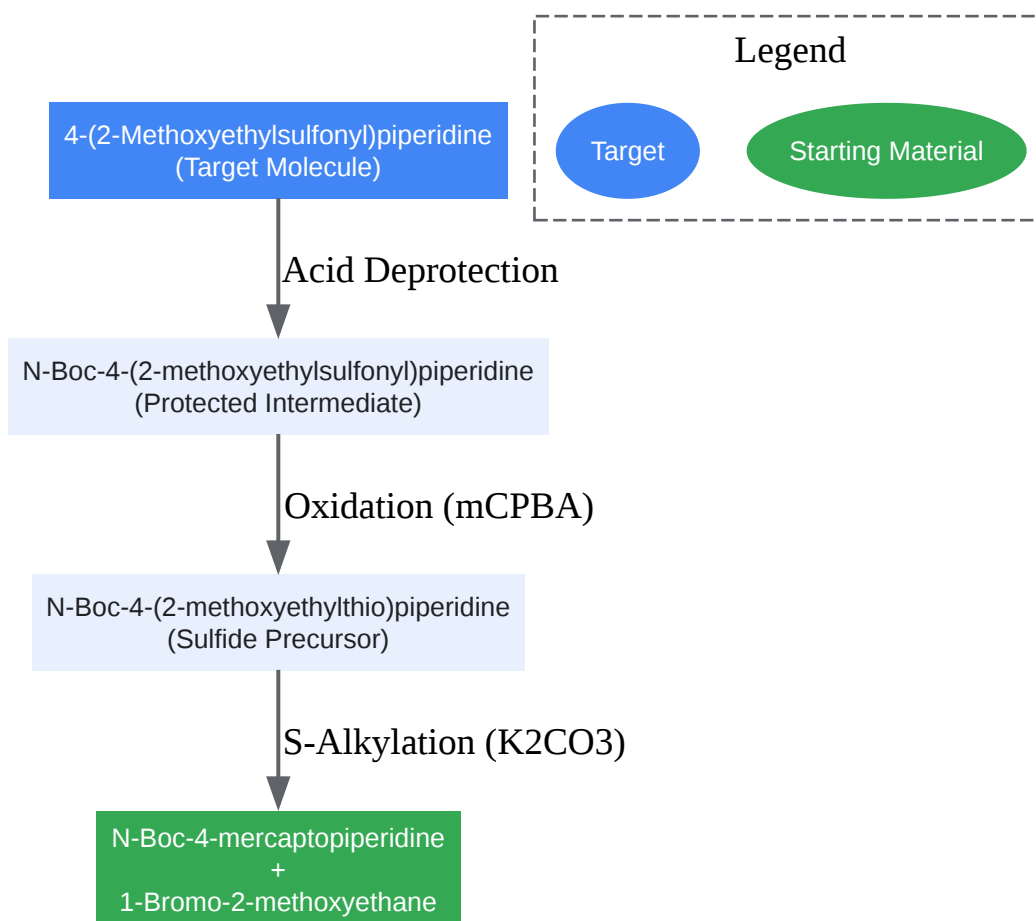 Legend
Target
Starting Material
4-(2-Methoxyethylsulfonyl)piperidine
(Target Molecule)
Acid Deprotection
N-Boc-4-(2-methoxyethylsulfonyl)piperidine
(Protected Intermediate)
Oxidation (mCPBA)
N-Boc-4-(2-methoxyethylthio)piperidine
(Sulfide Precursor)
S-Alkylation (K2CO3)
N-Boc-4-mercaptopiperidine
+
1-Bromo-2-methoxyethane